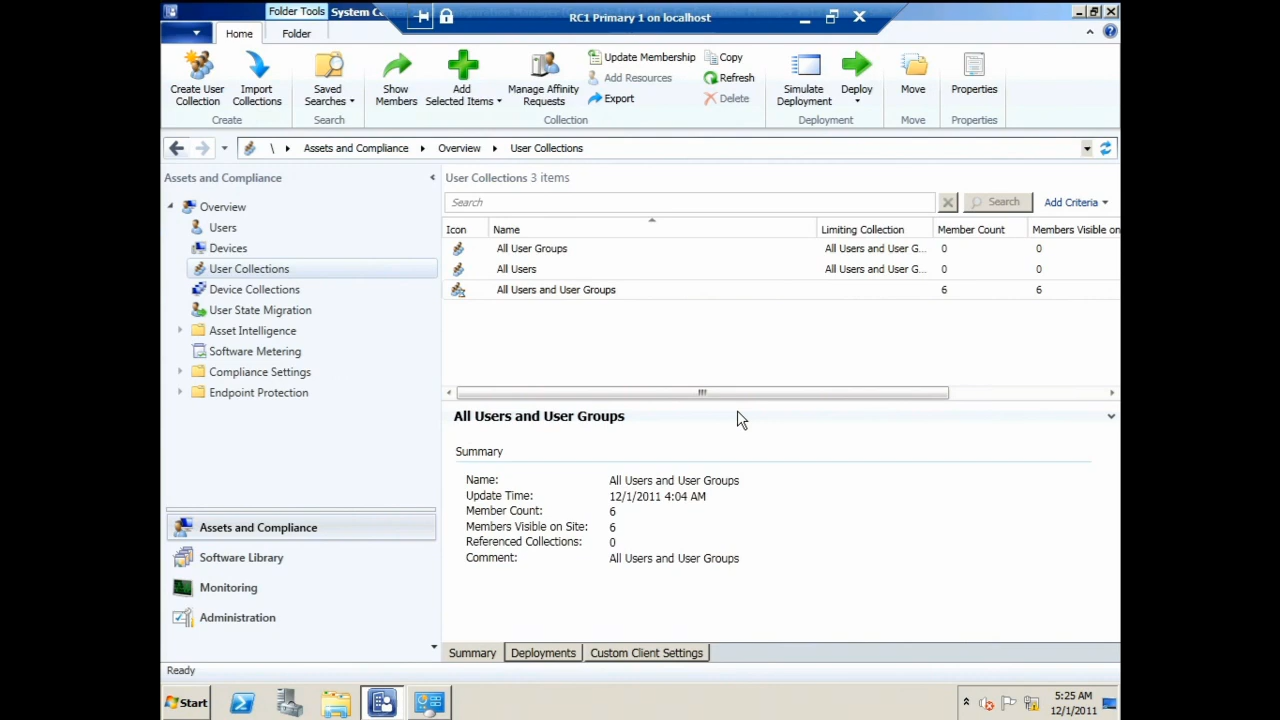 Folder Tools System Ce
RC1 Primary 1 on localhost
Home Folder
Create User Collection
Import Collections
Create
Saved Searches
Search
Show Members
Add Selected Items
Manage Affinity Requests
Update Membership
Add Resources
Export
Copy
Refresh
Delete
Collection
Simulate Deployment
Deploy
Deployment
Move
Move
Properties
Properties
\ Assets and Compliance Overview User Collections
Assets and Compliance
Overview
Users
Devices
User Collections
Device Collections
User State Migration
Asset Intelligence
Software Metering
Compliance Settings
Endpoint Protection
Assets and Compliance
Software Library
Monitoring
Administration
User Collections 3 items
Search Search Add Criteria
Icon Name Limiting Collection Member Count Members Visible on
All User Groups All Users and User G... 0 0
All Users All Users and User G... 0 0
All Users and User Groups 6 6
All Users and User Groups
Summary
Name: All Users and User Groups
Update Time: 12/1/2011 4:04 AM
Member Count: 6
Members Visible on Site: 6
Referenced Collections: 0
Comment: All Users and User Groups
Summary Deployments Custom Client Settings
Ready
Start
5:25 AM
12/1/2011